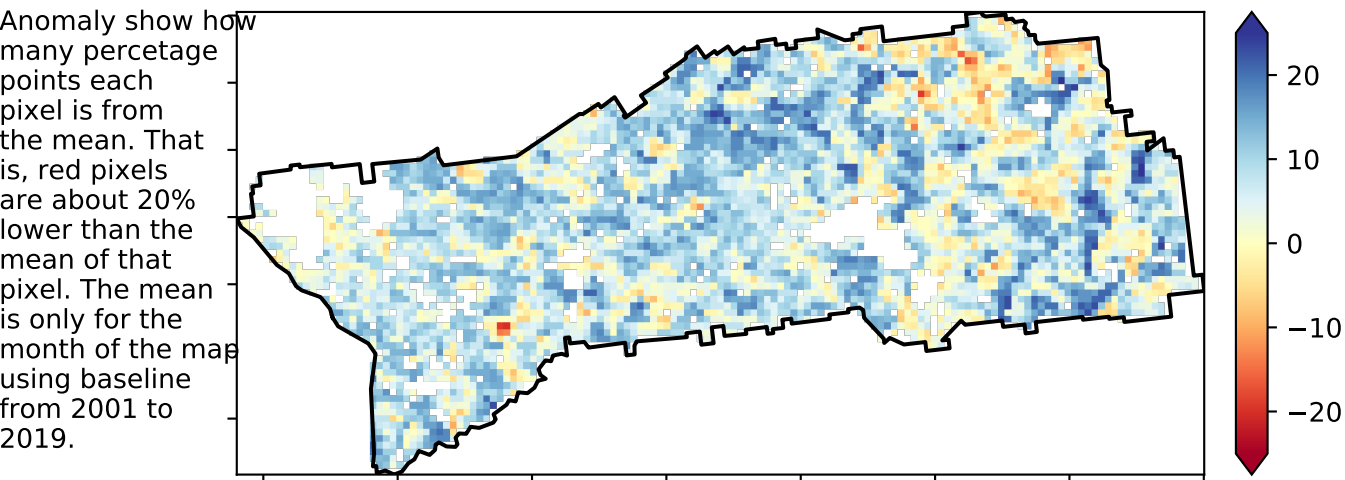 Anomaly show how
many percetage
points each
pixel is from
the mean. That
is, red pixels
are about 20%
lower than the
mean of that
pixel. The mean
is only for the
month of the map
using baseline
from 2001 to
2019.
20
10
0
−10
−20